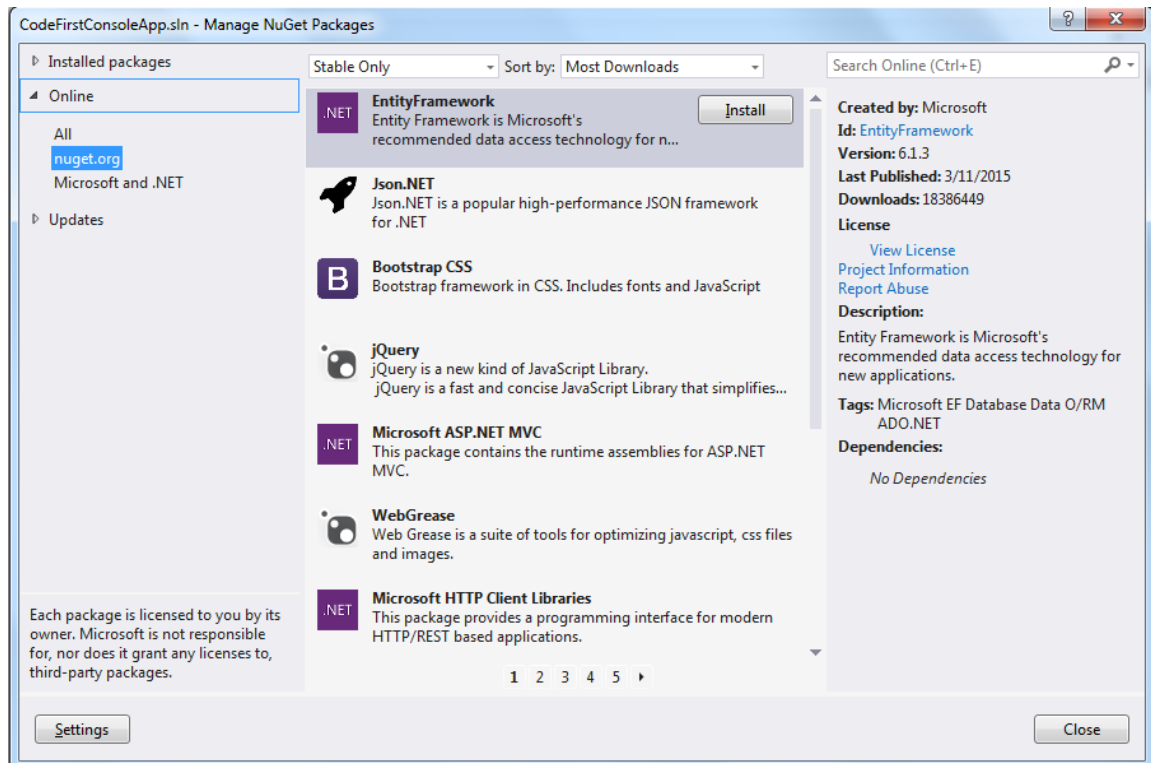 CodeFirstConsoleApp.sln - Manage NuGet Packages
Installed packages
Online
All
nuget.org
Microsoft and .NET
Updates
Each package is licensed to you by its
owner. Microsoft is not responsible
for, nor does it grant any licenses to,
third-party packages.
Stable Only
Sort by: Most Downloads
.NET
EntityFramework
Entity Framework is Microsoft's
recommended data access technology for n...
Install
Json.NET
Json.NET is a popular high-performance JSON framework
for .NET
B
Bootstrap CSS
Bootstrap framework in CSS. Includes fonts and JavaScript
jQuery
jQuery is a new kind of JavaScript Library.
jQuery is a fast and concise JavaScript Library that simplifies...
.NET
Microsoft ASP.NET MVC
This package contains the runtime assemblies for ASP.NET
MVC.
WebGrease
Web Grease is a suite of tools for optimizing javascript, css files
and images.
.NET
Microsoft HTTP Client Libraries
This package provides a programming interface for modern
HTTP/REST based applications.
1 2 3 4 5
Search Online (Ctrl+E)
Created by: Microsoft
Id: EntityFramework
Version: 6.1.3
Last Published: 3/11/2015
Downloads: 18386449
License
View License
Project Information
Report Abuse
Description:
Entity Framework is Microsoft's
recommended data access technology for
new applications.
Tags: Microsoft EF Database Data O/RM
ADO.NET
Dependencies:
No Dependencies
Settings
Close